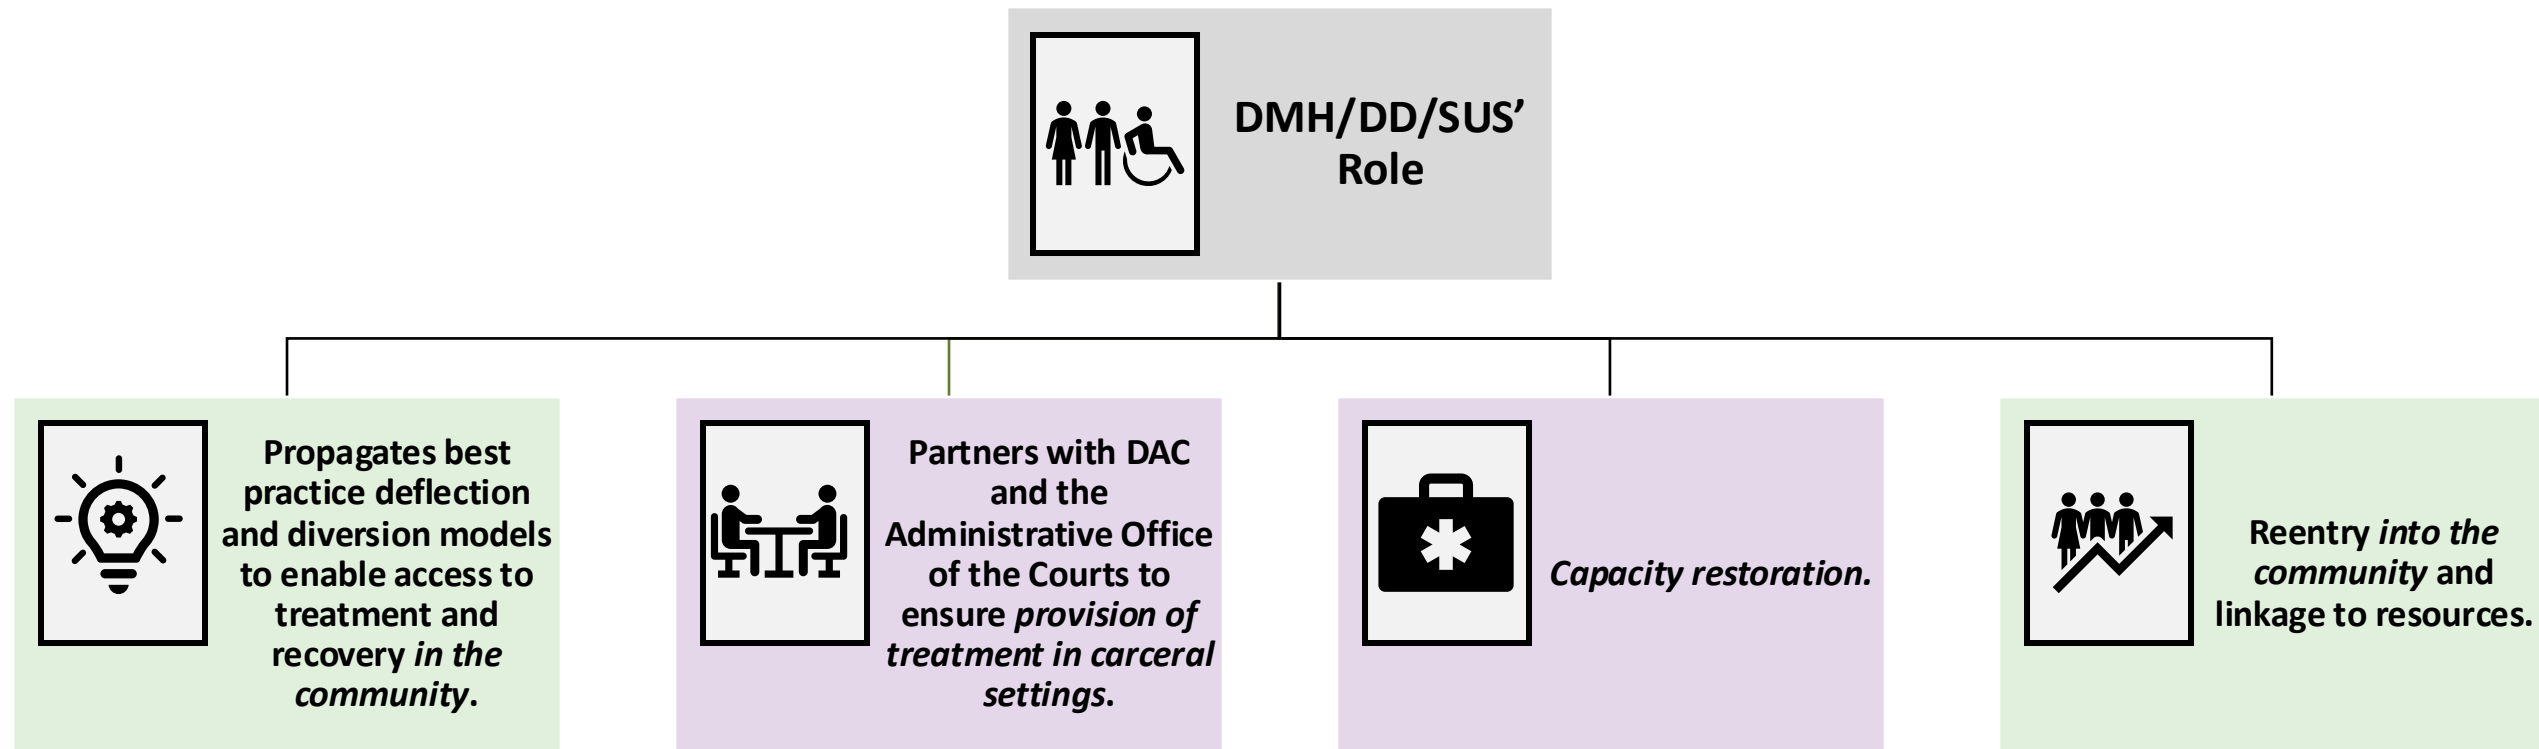 DMH/DD/SUS’
Role
Propagates best
practice deflection
and diversion models
to enable access to
treatment and
recovery in the
community.
Partners with DAC
and the
Administrative Office
of the Courts to
ensure provision of
treatment in carceral
settings.
Capacity restoration.
Reentry into the
community and
linkage to resources.